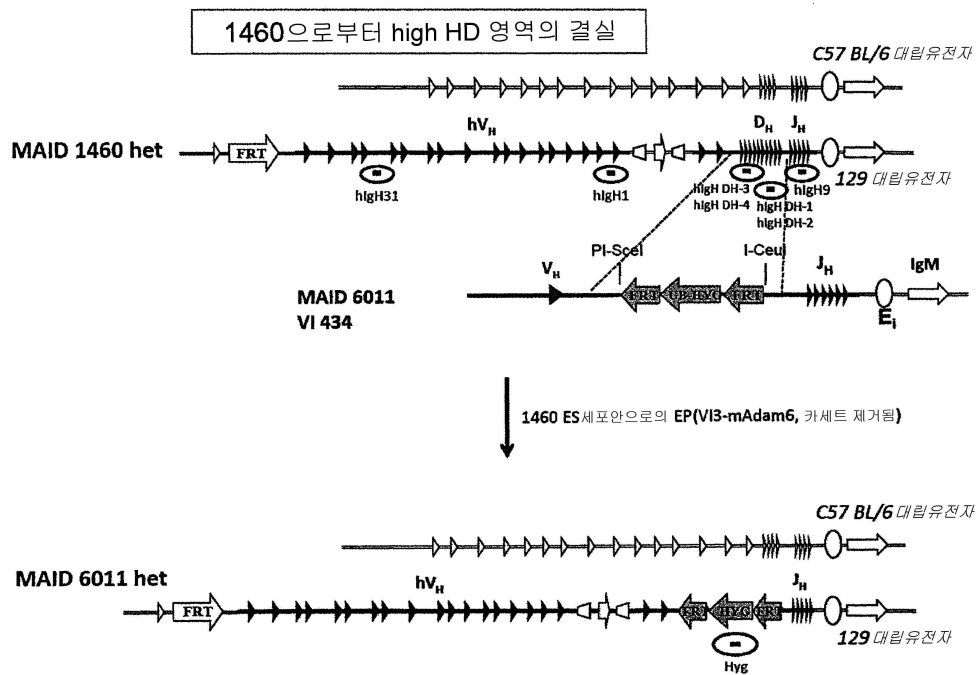 1460으로부터 high HD 영역의 결실
C57 BL/6 대립유전자
hVH DH JH
MAID 1460 het
FRT
129 대립유전자
hIgH31 hIgH1 hIgH DH-3 hIgH9
hIgH DH-4 hIgH DH-1
hIgH DH-2
PI-SceI I-CeuI
VH JH IgM
MAID 6011
VI 434
FRT UB-HYG FRT
Ei
1460 ES세포안으로의 EP(VI3-mAdam6, 카세트 제거됨)
C57 BL/6 대립유전자
MAID 6011 het
hVH JH
FRT FRT HYG FRT
129 대립유전자
Hyg